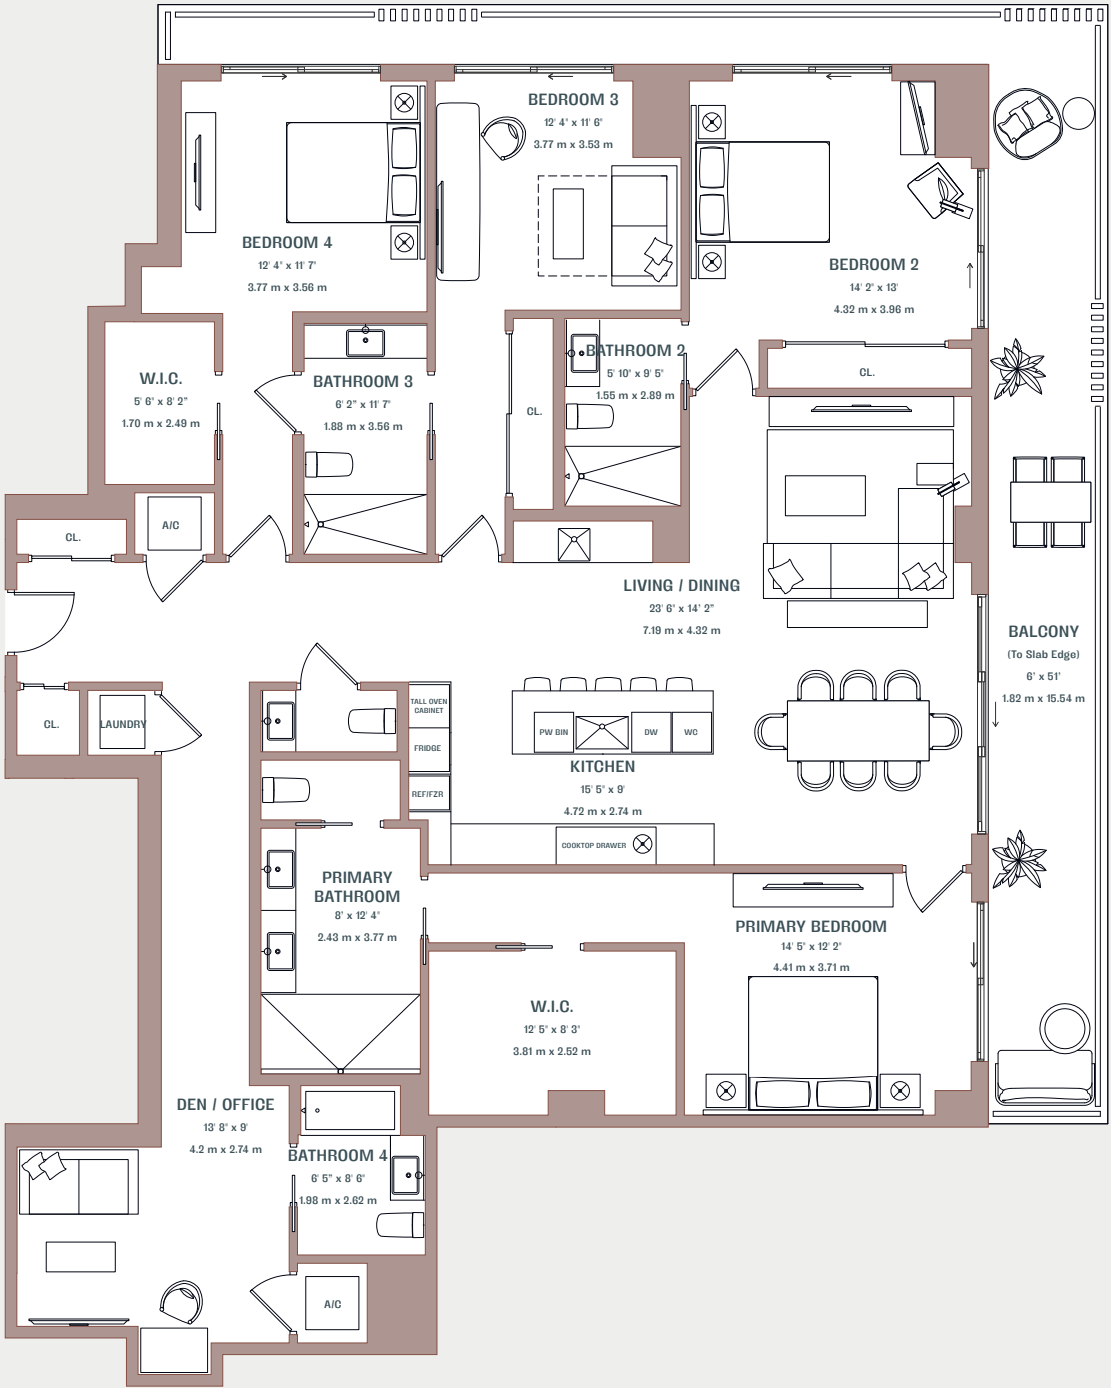 BEDROOM 3
12' 4" x 11' 6"
3.77 m x 3.53 m
BEDROOM 4
12' 4" x 11' 7"
3.77 m x 3.56 m
BEDROOM 2
14' 2" x 13'
4.32 m x 3.96 m
W.I.C.
5' 6" x 8' 2"
1.70 m x 2.49 m
BATHROOM 3
6' 2" x 11' 7"
1.88 m x 3.56 m
BATHROOM 2
5' 10" x 9' 5"
1.55 m x 2.89 m
CL.
CL.
A/C
CL.
LIVING / DINING
23' 6" x 14' 2"
7.19 m x 4.32 m
BALCONY
(To Slab Edge)
6' x 51'
1.82 m x 15.54 m
CL.
LAUNDRY
TALL OVEN
CABINET
FRIDGE
REF/FZR
PW BIN
DW
WC
KITCHEN
15' 5" x 9'
4.72 m x 2.74 m
COOKTOP DRAWER
PRIMARY
BATHROOM
8' x 12' 4"
2.43 m x 3.77 m
PRIMARY BEDROOM
14' 5" x 12' 2"
4.41 m x 3.71 m
W.I.C.
12' 5" x 8' 3"
3.81 m x 2.52 m
DEN / OFFICE
13' 8" x 9'
4.2 m x 2.74 m
BATHROOM 4
6' 5" x 8' 6"
1.98 m x 2.62 m
A/C